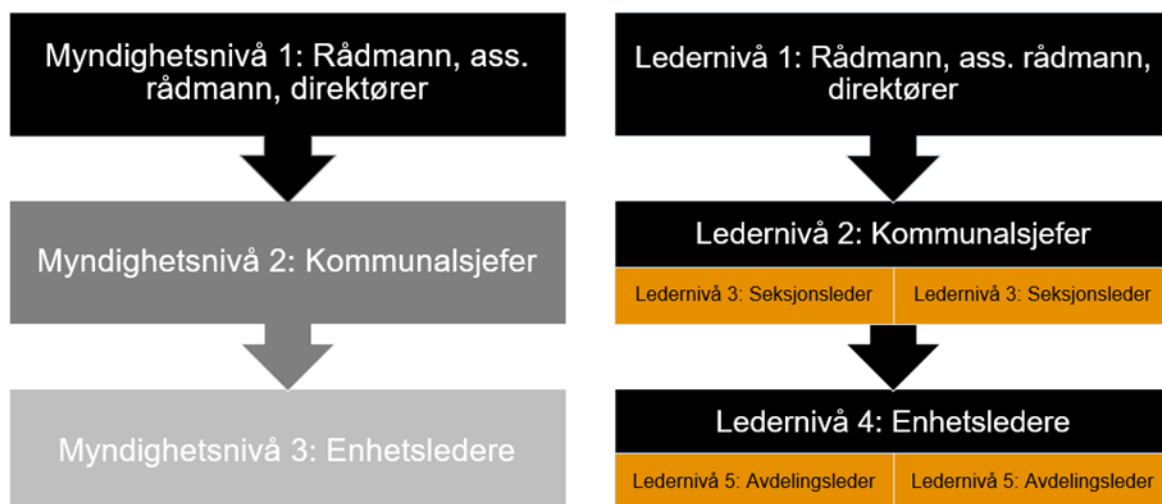 Myndighetsnivå 1: Rådmann, ass.
rådmann, direktører
Myndighetsnivå 2: Kommunalsjefer
Myndighetsnivå 3: Enhetsledere
Ledernivå 1: Rådmann, ass. rådmann,
direktører
Ledernivå 2: Kommunalsjefer
Ledernivå 3: Seksjonsleder
Ledernivå 3: Seksjonsleder
Ledernivå 4: Enhetsledere
Ledernivå 5: Avdelingsleder
Ledernivå 5: Avdelingsleder